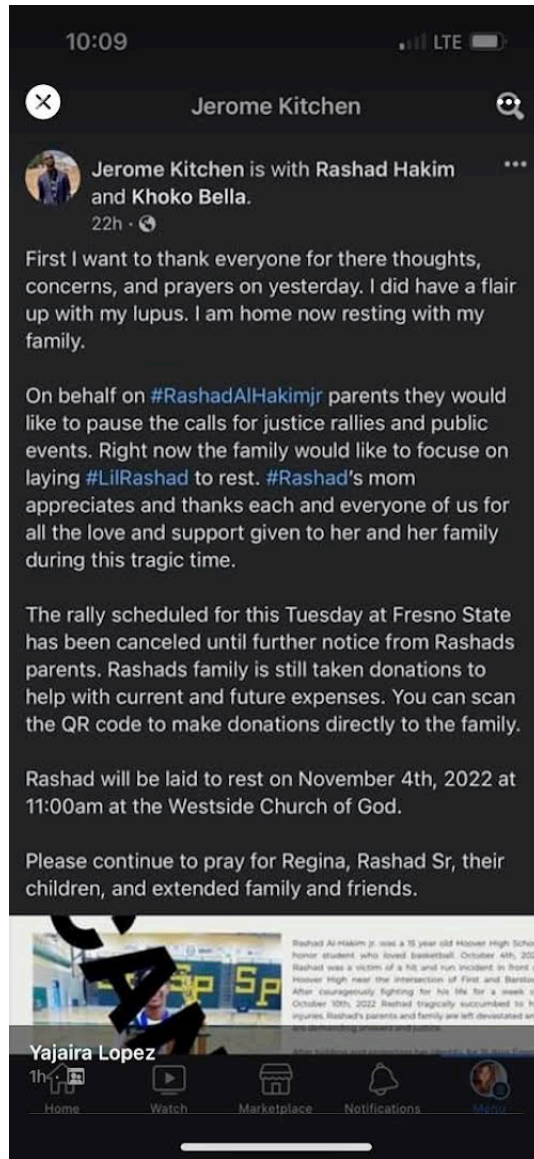 10:09
LTE
Jerome Kitchen
Jerome Kitchen is with Rashad Hakim
and Khoko Bella.
22h ·
First I want to thank everyone for there thoughts,
concerns, and prayers on yesterday. I did have a flair
up with my lupus. I am home now resting with my
family.
On behalf on #RashadAlHakimjr parents they would
like to pause the calls for justice rallies and public
events. Right now the family would like to focus on
laying #LilRashad to rest. #Rashad's mom
appreciates and thanks each and everyone of us for
all the love and support given to her and her family
during this tragic time.
The rally scheduled for this Tuesday at Fresno State
has been canceled until further notice from Rashads
parents. Rashads family is still taken donations to
help with current and future expenses. You can scan
the QR code to make donations directly to the family.
Rashad will be laid to rest on November 4th, 2022 at
11:00am at the Westside Church of God.
Please continue to pray for Regina, Rashad Sr, their
children, and extended family and friends.
CA
SP SP
Rashad Al-Hakim jr. was a 15 year old Hoover High
honor student who loved basketball. October 4th,
Rashad was a victim of a hit and run incident in front
Hoover High near the intersection of First and
After courageously fighting for his life for a week
October 10th, 2022 Rashad tragically succumbed to
injuries. Rashad's parents and family are left devastated
are demanding answers and justice.
Yajaira Lopez
1h ·
Home
Watch
Marketplace
Notifications
Menu